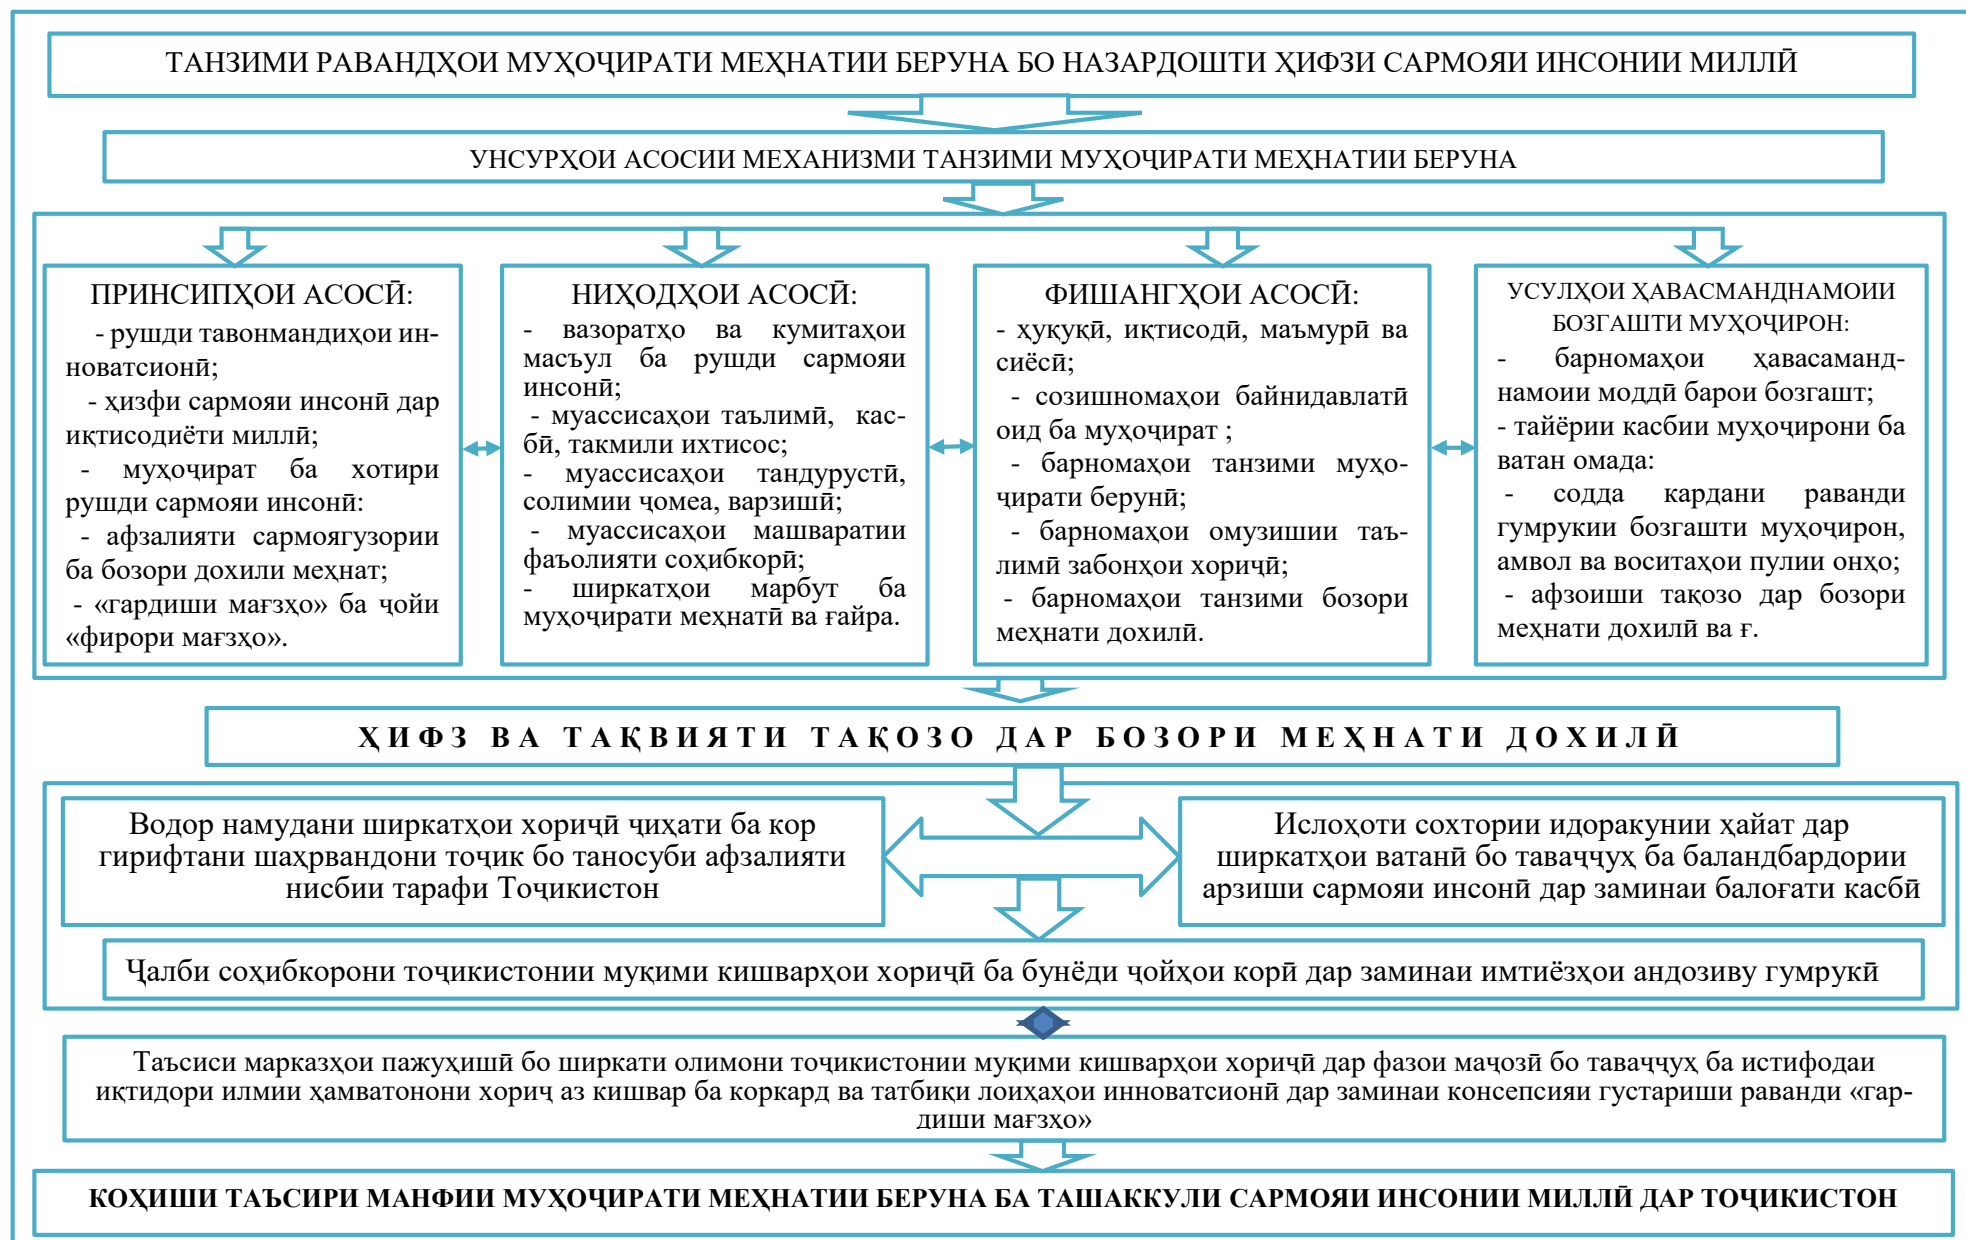 ТАНЗИМИ РАВАНДҲОИ МУҲОҶИРАТИ МЕҲНАТИИ БЕРУНА БО НАЗАРДОШТИ ҲИФЗИ САРМОЯИ ИНСОНИИ МИЛЛӢ
УНСУРҲОИ АСОСИИ МЕХАНИЗМИ ТАНЗИМИ МУҲОҶИРАТИ МЕҲНАТИИ БЕРУНА
ПРИНСИПҲОИ АСОСӢ:
- рушди тавонмандиҳои ин-
новатсионӣ;
- ҳизфи сармояи инсонӣ дар
иқтисодиёти миллӣ;
- муҳоҷират ба хотири
рушди сармояи инсонӣ:
- афзалияти сармоягузории
ба бозори дохили меҳнат;
- «гардиши мағзҳо» ба ҷойи
«фирори мағзҳо».
НИҲОДҲОИ АСОСӢ:
- вазоратҳо ва кумитаҳои
масъул ба рушди сармояи
инсонӣ;
- муассисаҳои таълимӣ, кас-
бӣ, такмили ихтисос;
- муассисаҳои тандурустӣ,
солимии ҷомеа, варзишӣ;
- муассисаҳои машваратии
фаъолияти соҳибкорӣ;
- ширкатҳои марбут ба
муҳоҷирати меҳнатӣ ва ғайра.
ФИШАНГҲОИ АСОСӢ:
- ҳуқуқӣ, иқтисодӣ, маъмурӣ ва
сиёсӣ;
- созишномаҳои байнидавлатӣ
оид ба муҳоҷират ;
- барномаҳои танзими муҳо-
ҷирати берунӣ;
- барномаҳои омузишии таъ-
лимӣ забонҳои хориҷӣ;
- барномаҳои танзими бозори
меҳнати дохилӣ.
УСУЛҲОИ ҲАВАСМАНДНАМОИИ
БОЗГАШТИ МУҲОҶИРОН:
- барномаҳои ҳавасаманд-
намоии моддӣ барои бозгашт;
- тайёрии касбии муҳоҷирони ба
ватан омада:
- содда кардани раванди
гумрукии бозгашти муҳоҷирон,
амвол ва воситаҳои пулии онҳо;
- афзоиши тақозо дар бозори
меҳнати дохилӣ ва ғ.
ҲИФЗ ВА ТАҚВИЯТИ ТАҚОЗО ДАР БОЗОРИ МЕҲНАТИ ДОХИЛӢ
Водор намудани ширкатҳои хориҷӣ ҷиҳати ба кор
гирифтани шаҳрвандони тоҷик бо таносуби афзалияти
нисбии тарафи Тоҷикистон
Ислоҳоти сохтории идоракунии ҳайат дар
ширкатҳои ватанӣ бо таваҷҷуҳ ба баландбардории
арзиши сармояи инсонӣ дар заминаи балоғати касбӣ
Ҷалби соҳибкорони тоҷикистонии муқими кишварҳои хориҷӣ ба бунёди ҷойҳои корӣ дар заминаи имтиёзҳои андозиву гумрукӣ
Таъсиси марказҳои пажуҳишӣ бо ширкати олимони тоҷикистонии муқими кишварҳои хориҷӣ дар фазои маҷозӣ бо таваҷҷуҳ ба истифодаи
иқтидори илмии ҳамватонони хориҷ аз кишвар ба коркард ва татбиқи лоиҳаҳои инноватсионӣ дар заминаи консепсияи густариши раванди «гар-
диши мағзҳо»
КОҲИШИ ТАЪСИРИ МАНФИИ МУҲОҶИРАТИ МЕҲНАТИИ БЕРУНА БА ТАШАККУЛИ САРМОЯИ ИНСОНИИ МИЛЛӢ ДАР ТОҶИКИСТОН